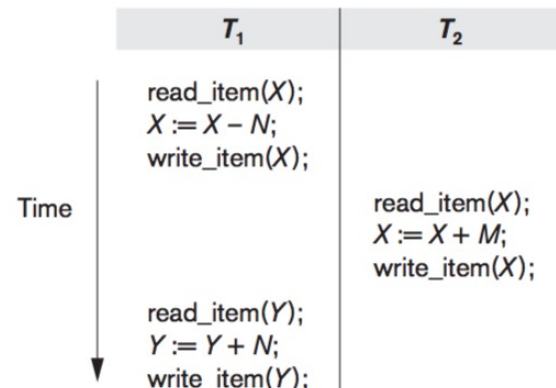 T₁ T₂
read_item(X);
X := X – N;
write_item(X);
Time
read_item(X);
X := X + M;
write_item(X);
read_item(Y);
Y := Y + N;
write_item(Y);